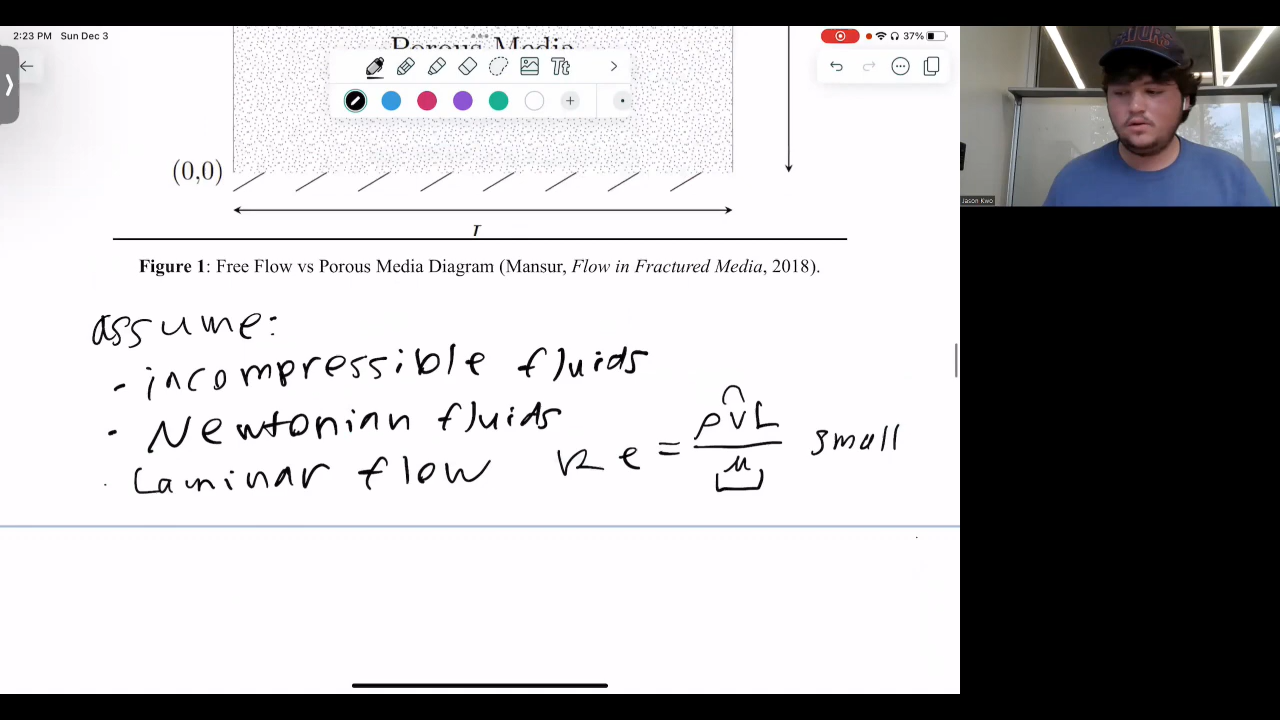 2:23 PM Sun Dec 3
37%
Porous Media
Tt
(0,0)
Jason Kwo
Figure 1: Free Flow vs Porous Media Diagram (Mansur, Flow in Fractured Media, 2018).
assume:
· incompressible fluids
· Newtonian fluids
· Laminar flow Re = ρvL / μ small